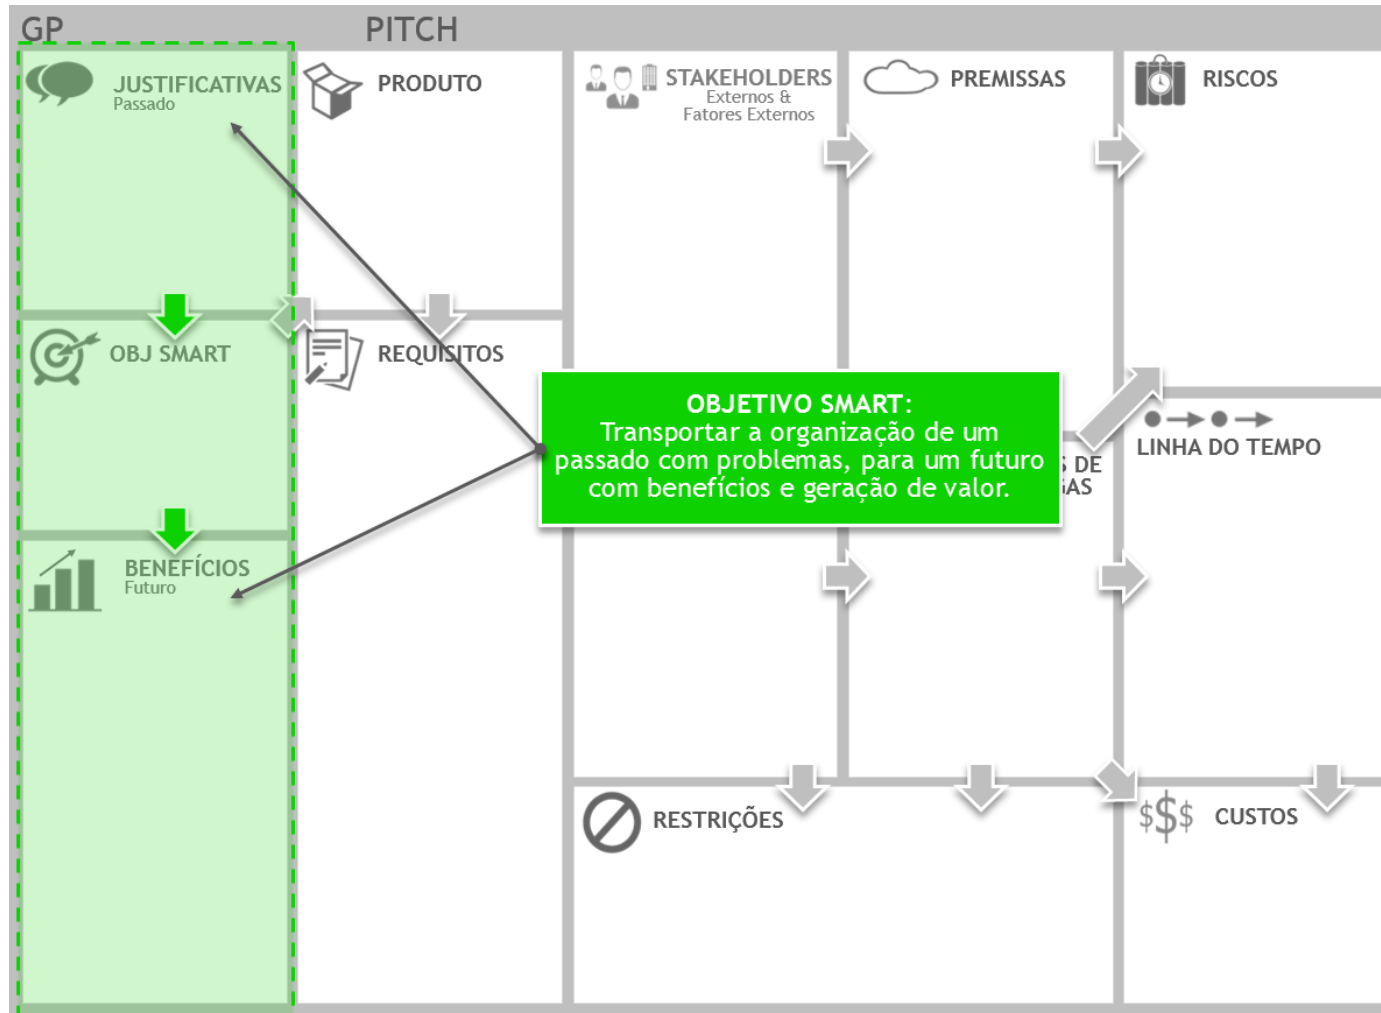 GP
PITCH
JUSTIFICATIVAS
Passado
PRODUTO
STAKEHOLDERS
Externos &
Fatores Externos
PREMISSAS
RISCOS
OBJ SMART
REQUISITOS
OBJETIVO SMART:
Transportar a organização de um
passado com problemas, para um futuro
com benefícios e geração de valor.
DE
LINHA DO TEMPO
BENEFÍCIOS
Futuro
RESTRIÇÕES
$$$ CUSTOS